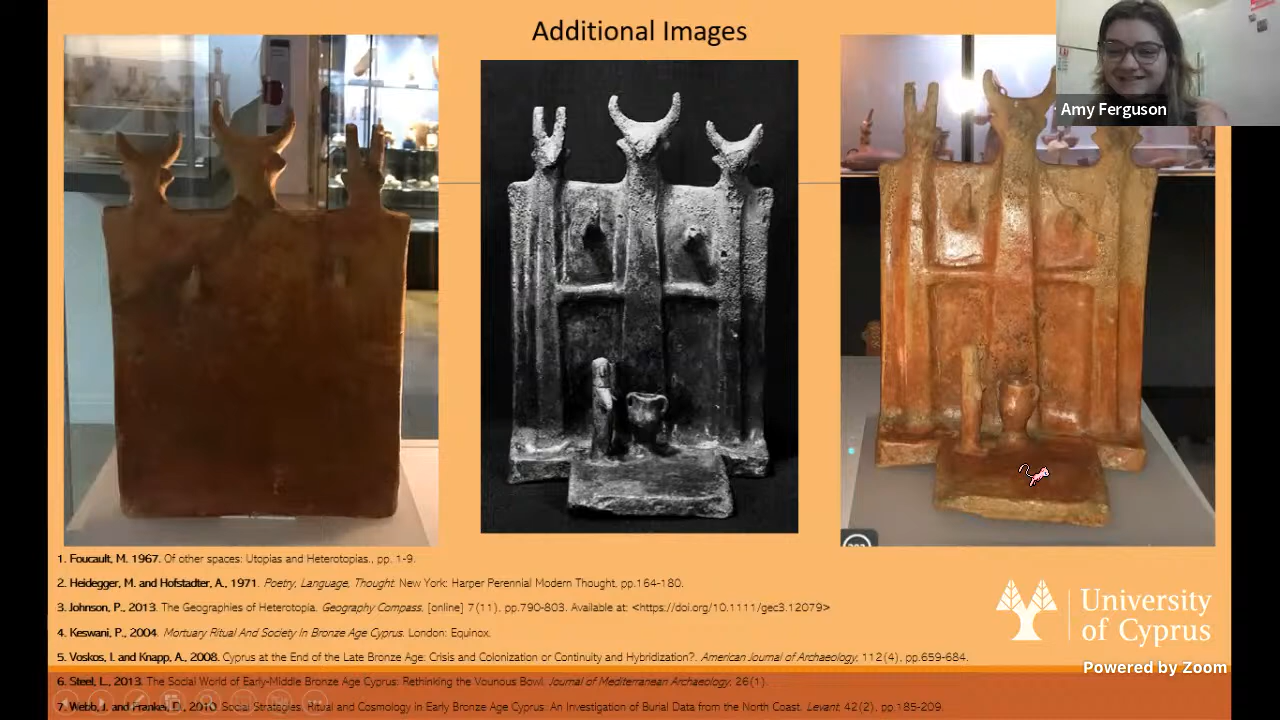 Additional Images
Amy Ferguson
1. Foucault, M. 1967. Of other spaces: Utopias and Heterotopias., pp. 1-9.
2. Heidegger, M. and Hofstadter, A., 1971. Poetry, Language, Thought. New York: Harper Perennial Modern Thought, pp.164-180.
3. Johnson, P., 2013. The Geographies of Heterotopia. Geography Compass, [online] 7(11), pp.790-803. Available at: <https://doi.org/10.1111/gec3.12079>
4. Keswani, P., 2004. Mortuary Ritual And Society In Bronze Age Cyprus. London: Equinox.
5. Voskos, I. and Knapp, A., 2008. Cyprus at the End of the Late Bronze Age: Crisis and Colonization or Continuity and Hybridization?. American Journal of Archaeology, 112(4), pp.659-684.
6. Steel, L., 2013. The Social World of Early-Middle Bronze Age Cyprus: Rethinking the Vounous Bowl. Journal of Mediterranean Archaeology, 26(1).
7. Webb, J. and Frankel, D., 2010. Social Strategies, Ritual and Cosmology in Early Bronze Age Cyprus: An Investigation of Burial Data from the North Coast. Levant, 42(2), pp.185-209.
University
of Cyprus
Powered by Zoom